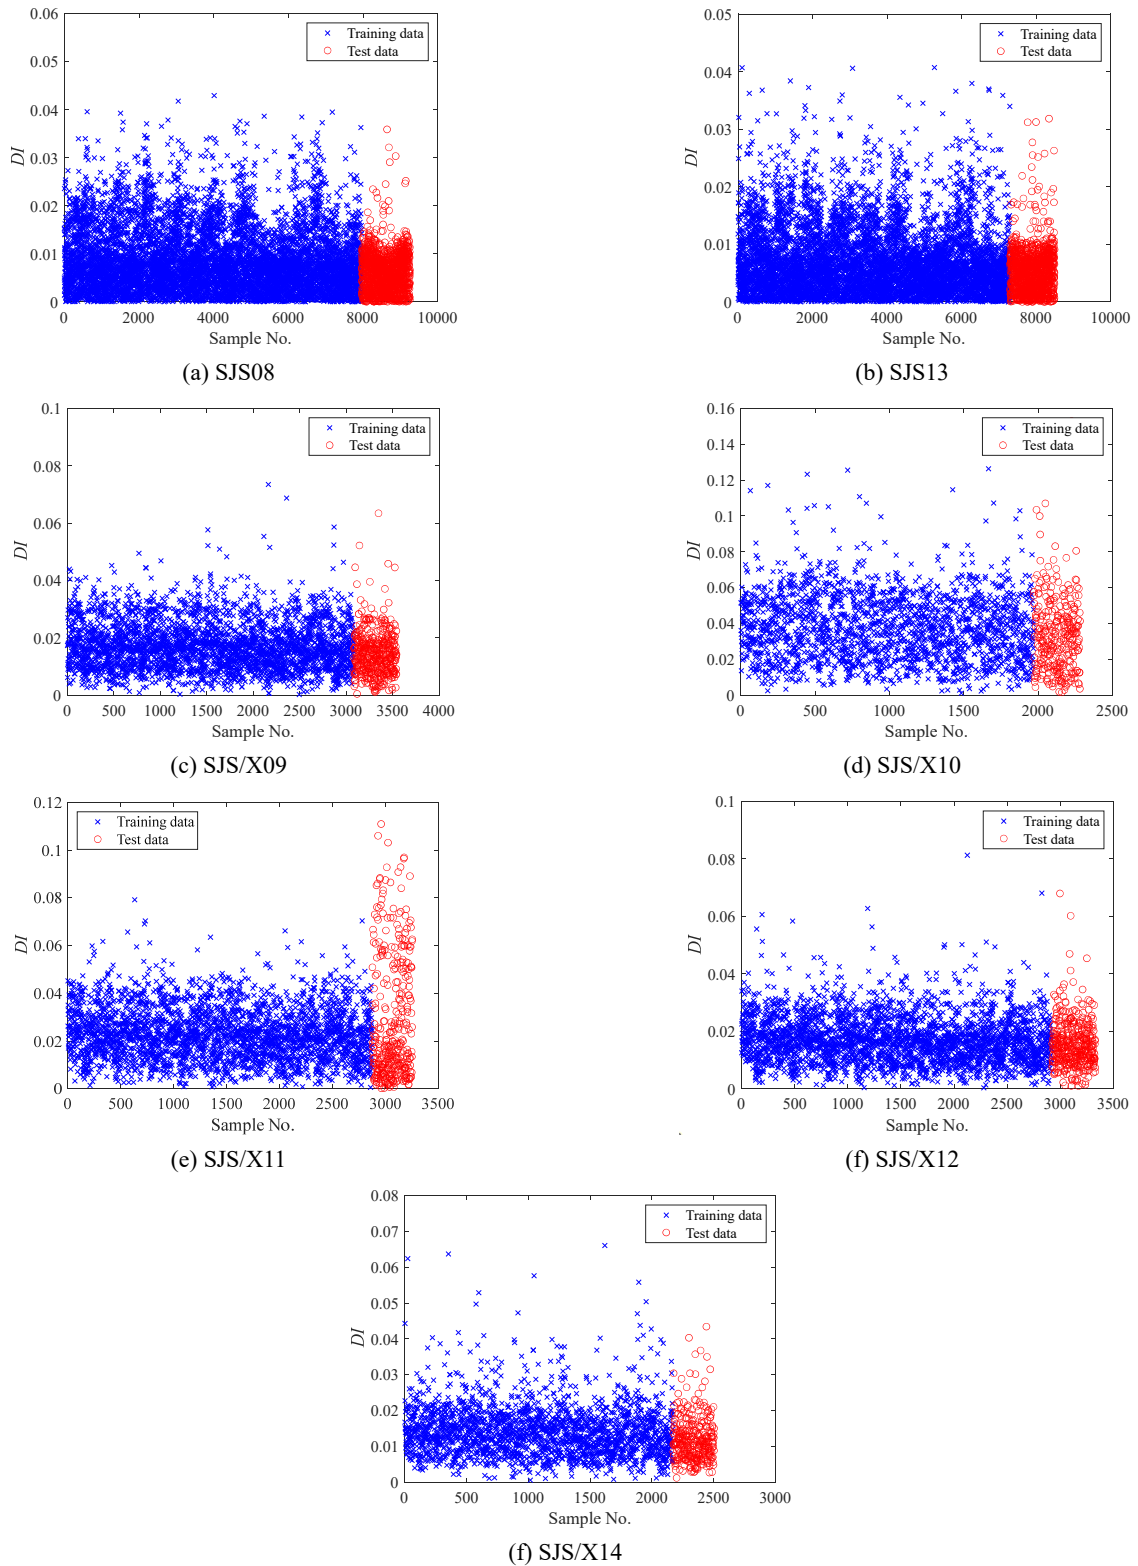 0.06
0.05
0.04
0.03
0.02
0.01
0
DI
Training data
Test data
0 2000 4000 6000 8000 10000
Sample No.
(a) SJS08
0.05
0.04
0.03
0.02
0.01
0
DI
Training data
Test data
0 2000 4000 6000 8000 10000
Sample No.
(b) SJS13
0.1
0.08
0.06
0.04
0.02
0
DI
Training data
Test data
0 500 1000 1500 2000 2500 3000 3500 4000
Sample No.
(c) SJS/X09
0.16
0.14
0.12
0.1
0.08
0.06
0.04
0.02
0
DI
Training data
Test data
0 500 1000 1500 2000 2500
Sample No.
(d) SJS/X10
0.12
0.1
0.08
0.06
0.04
0.02
0
DI
Training data
Test data
0 500 1000 1500 2000 2500 3000 3500
Sample No.
(e) SJS/X11
0.1
0.08
0.06
0.04
0.02
0
DI
Training data
Test data
0 500 1000 1500 2000 2500 3000 3500
Sample No.
(f) SJS/X12
0.08
0.07
0.06
0.05
0.04
0.03
0.02
0.01
0
DI
Training data
Test data
0 500 1000 1500 2000 2500 3000
Sample No.
(f) SJS/X14